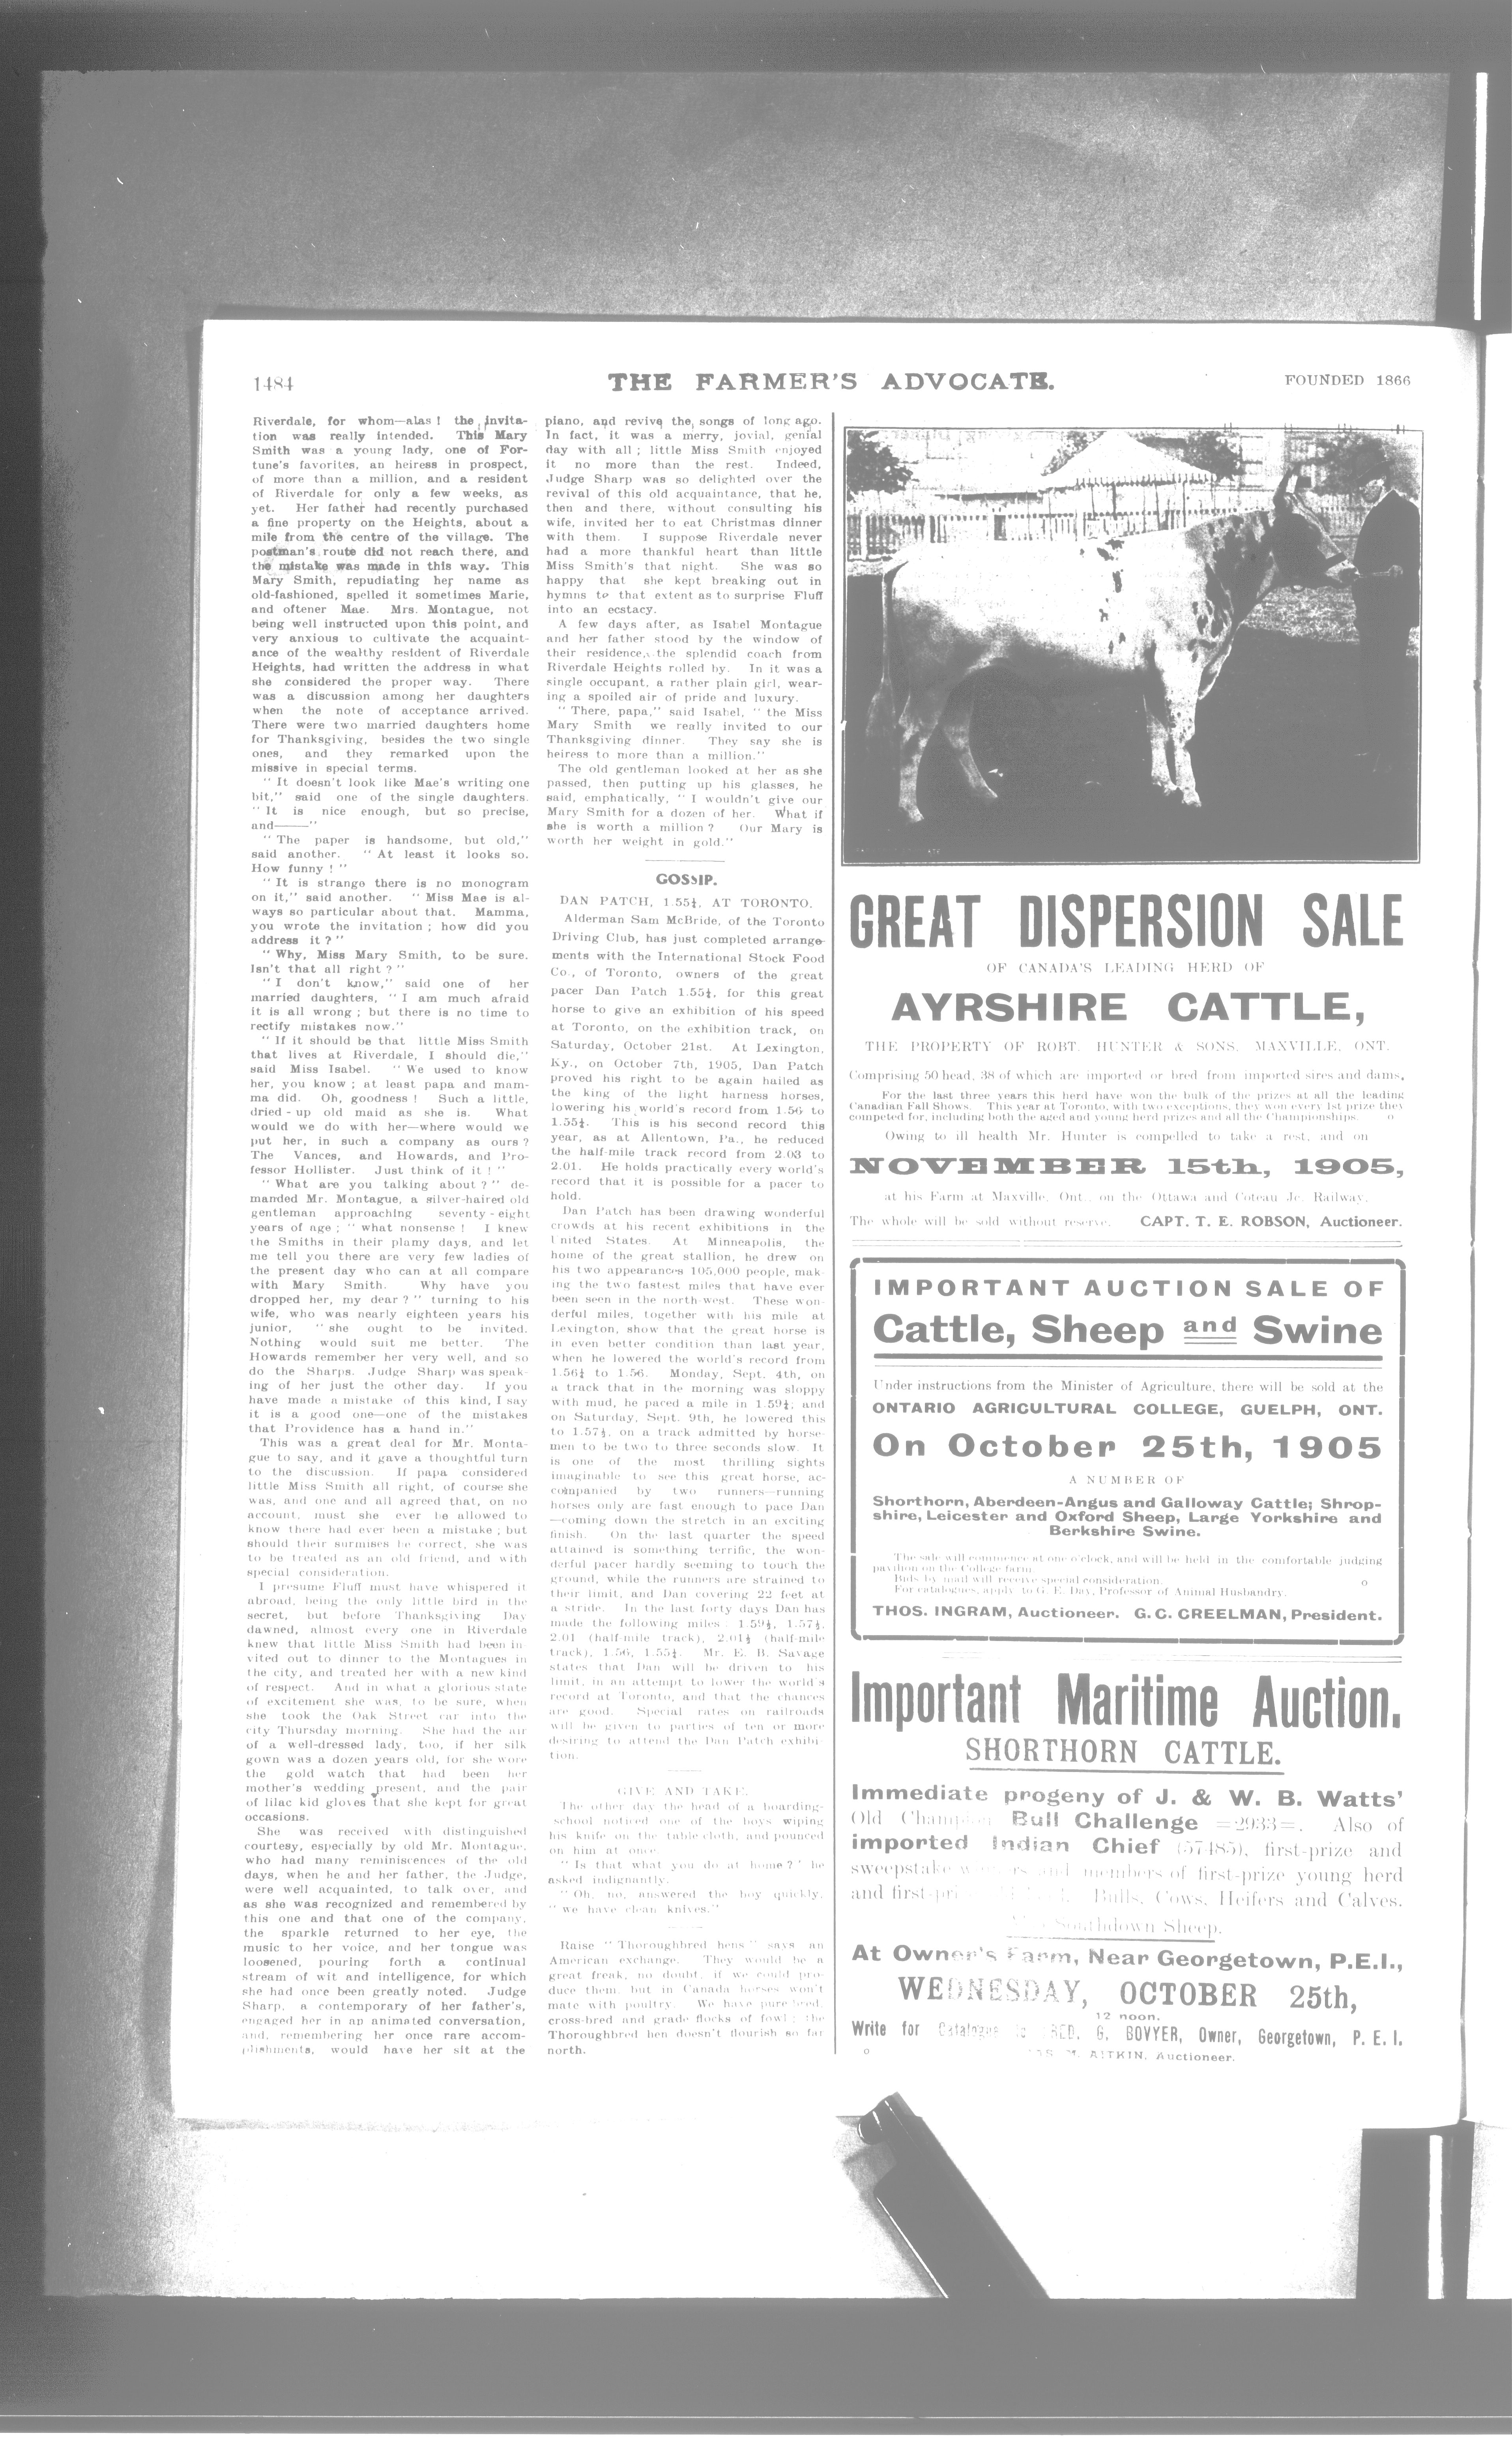 1484
THE FARMER'S ADVOCATE.
FOUNDED 1866
Riverdale, for whom—alas ! the invita-
tion was really intended. This Mary
Smith was a young lady, one of For-
tune's favorites, an heiress in prospect,
of more than a million, and a resident
of Riverdale for only a few weeks, as
yet. Her father had recently purchased
a fine property on the Heights, about a
mile from the centre of the village. The
postman's route did not reach there, and
the mistake was made in this way. This
Mary Smith, repudiating her name as
old-fashioned, spelled it sometimes Marie,
and oftener Mae. Mrs. Montague, not
being well instructed upon this point, and
very anxious to cultivate the acquaint-
ance of the wealthy resident of Riverdale
Heights, had written the address in what
she considered the proper way. There
was a discussion among her daughters
when the note of acceptance arrived.
There were two married daughters home
for Thanksgiving, besides the two single
ones, and they remarked upon the
missive in special terms.
" It doesn't look like Mae's writing one
bit," said one of the single daughters.
" It is nice enough, but so precise,
and——"
" The paper is handsome, but old,"
said another. " At least it looks so.
How funny ! "
" It is strange there is no monogram
on it," said another. " Miss Mae is al-
ways so particular about that. Mamma,
you wrote the invitation ; how did you
address it ? "
" Why, Miss Mary Smith, to be sure.
Isn't that all right ? "
" I don't know," said one of her
married daughters, " I am much afraid
it is all wrong ; but there is no time to
rectify mistakes now."
" If it should be that little Miss Smith
that lives at Riverdale, I should die,"
said Miss Isabel. " We used to know
her, you know ; at least papa and mam-
ma did. Oh, goodness ! Such a little,
dried-up old maid as she is. What
would we do with her—where would we
put her, in such a company as ours ?
The Vances, and Howards, and Pro-
fessor Hollister. Just think of it ! "
" What are you talking about ? " de-
manded Mr. Montague, a silver-haired old
gentleman approaching seventy-eight
years of age ; " what nonsense ! I knew
the Smiths in their plamy days, and let
me tell you there are very few ladies of
the present day who can at all compare
with Mary Smith. Why have you
dropped her, my dear ? " turning to his
wife, who was nearly eighteen years his
junior, " she ought to be invited.
Nothing would suit me better. The
Howards remember her very well, and so
do the Sharps. Judge Sharp was speak-
ing of her just the other day. If you
have made a mistake of this kind, I say
it is a good one—one of the mistakes
that Providence has a hand in."
This was a great deal for Mr. Monta-
gue to say, and it gave a thoughtful turn
to the discussion. If papa considered
little Miss Smith all right, of course she
was, and one and all agreed that, on no
account, must she ever be allowed to
know there had ever been a mistake ; but
should their surmises be correct, she was
to be treated as an old friend, and with
special consideration.
I presume Fluff must have whispered it
abroad, being the only little bird in the
secret, but before Thanksgiving Day
dawned, almost every one in Riverdale
knew that little Miss Smith had been in-
vited out to dinner to the Montagues in
the city, and treated her with a new kind
of respect. And in what a glorious state
of excitement she was, to be sure, when
she took the Oak Street car into the
city Thursday morning. She had the air
of a well-dressed lady, too, if her silk
gown was a dozen years old, for she wore
the gold watch that had been her
mother's wedding present, and the pair
of lilac kid gloves that she kept for great
occasions.
She was received with distinguished
courtesy, especially by old Mr. Montague,
who had many reminiscences of the old
days, when he and her father, the Judge,
were well acquainted, to talk over, and
as she was recognized and remembered by
this one and that one of the company,
the sparkle returned to her eye, the
music to her voice, and her tongue was
loosened, pouring forth a continual
stream of wit and intelligence, for which
she had once been greatly noted. Judge
Sharp, a contemporary of her father's,
engaged her in an animated conversation,
and, remembering her once rare accom-
plishments, would have her sit at the
piano, and revive the songs of long ago.
In fact, it was a merry, jovial, genial
day with all ; little Miss Smith enjoyed
it no more than the rest. Indeed,
Judge Sharp was so delighted over the
revival of this old acquaintance, that he,
then and there, without consulting his
wife, invited her to eat Christmas dinner
with them. I suppose Riverdale never
had a more thankful heart than little
Miss Smith's that night. She was so
happy that she kept breaking out in
hymns to that extent as to surprise Fluff
into an ecstacy.
A few days after, as Isabel Montague
and her father stood by the window of
their residence, the splendid coach from
Riverdale Heights rolled by. In it was a
single occupant, a rather plain girl, wear-
ing a spoiled air of pride and luxury.
" There, papa," said Isabel, " the Miss
Mary Smith we really invited to our
Thanksgiving dinner. They say she is
heiress to more than a million."
The old gentleman looked at her as she
passed, then putting up his glasses, he
said, emphatically, " I wouldn't give our
Mary Smith for a dozen of her. What if
she is worth a million ? Our Mary is
worth her weight in gold."
GOSSIP.
DAN PATCH, 1.55¼, AT TORONTO.
Alderman Sam McBride, of the Toronto
Driving Club, has just completed arrange-
ments with the International Stock Food
Co., of Toronto, owners of the great
pacer Dan Patch 1.55¼, for this great
horse to give an exhibition of his speed
at Toronto, on the exhibition track, on
Saturday, October 21st. At Lexington,
Ky., on October 7th, 1905, Dan Patch
proved his right to be again hailed as
the king of the light harness horses,
lowering his world's record from 1.56 to
1.55¼. This is his second record this
year, as at Allentown, Pa., he reduced
the half-mile track record from 2.03 to
2.01. He holds practically every world's
record that it is possible for a pacer to
hold.
Dan Patch has been drawing wonderful
crowds at his recent exhibitions in the
United States. At Minneapolis, the
home of the great stallion, he drew on
his two appearances 105,000 people, mak-
ing the two fastest miles that have ever
been seen in the north-west. These won-
derful miles, together with his mile at
Lexington, show that the great horse is
in even better condition than last year,
when he lowered the world's record from
1.56¼ to 1.56. Monday, Sept. 4th, on
a track that in the morning was sloppy
with mud, he paced a mile in 1.59½; and
on Saturday, Sept. 9th, he lowered this
to 1.57½, on a track admitted by horse-
men to be two to three seconds slow. It
is one of the most thrilling sights
imaginable to see this great horse, ac-
companied by two runners—running
horses only are fast enough to pace Dan
—coming down the stretch in an exciting
finish. On the last quarter the speed
attained is something terrific, the won-
derful pacer hardly seeming to touch the
ground, while the runners are strained to
their limit, and Dan covering 22 feet at
a stride. In the last forty days Dan has
made the following miles : 1.59½, 1.57½,
2.01 (half-mile track), 2.01½ (half-mile
track), 1.56, 1.55¼. Mr. E. B. Savage
states that Dan will be driven to his
limit, in an attempt to lower the world's
record at Toronto, and that the chances
are good. Special rates on railroads
will be given to parties of ten or more
desiring to attend the Dan Patch exhibi-
tion.
GIVE AND TAKE.
The other day the head of a boarding-
school noticed one of the boys wiping
his knife on the table-cloth, and pounced
on him at once.
" Is that what you do at home ? " he
asked indignantly.
" Oh, no, answered the boy quickly,
" we have clean knives."
Raise " Thoroughbred hens " says an
American exchange. They would be a
great freak, no doubt, if we could pro-
duce them, but in Canada horses won't
mate with poultry. We have pure-bred,
cross-bred and grade flocks of fowl ; the
Thoroughbred hen doesn't flourish so far
north.
GREAT DISPERSION SALE
OF CANADA'S LEADING HERD OF
AYRSHIRE CATTLE,
THE PROPERTY OF ROBT. HUNTER & SONS, MAXVILLE, ONT.
Comprising 50 head, 38 of which are imported or bred from imported sires and dams,
For the last three years this herd have won the bulk of the prizes at all the leading
Canadian Fall Shows. This year at Toronto, with two exceptions, they won every 1st prize they
competed for, including both the aged and young herd prizes and all the Championships. o
Owing to ill health Mr. Hunter is compelled to take a rest, and on
NOVEMBER 15th, 1905,
at his Farm at Maxville, Ont., on the Ottawa and Coteau Jc. Railway.
The whole will be sold without reserve. CAPT. T. E. ROBSON, Auctioneer.
IMPORTANT AUCTION SALE OF
Cattle, Sheep and Swine
Under instructions from the Minister of Agriculture, there will be sold at the
ONTARIO AGRICULTURAL COLLEGE, GUELPH, ONT.
On October 25th, 1905
A NUMBER OF
Shorthorn, Aberdeen-Angus and Galloway Cattle; Shrop-
shire, Leicester and Oxford Sheep, Large Yorkshire and
Berkshire Swine.
The sale will commence at one o'clock, and will be held in the comfortable judging
pavilion on the College farm.
Bids by mail will receive special consideration. o
For catalogues, apply to G. E. Day, Professor of Animal Husbandry.
THOS. INGRAM, Auctioneer. G. C. CREELMAN, President.
Important Maritime Auction.
SHORTHORN CATTLE.
Immediate progeny of J. & W. B. Watts'
Old Champion Bull Challenge =2933=. Also of
imported Indian Chief (57485), first-prize and
sweepstake and members of first-prize young herd
and Bulls, Cows, Heifers and Calves.
Southdown Sheep.
At Owner's Farm, Near Georgetown, P.E.I.,
WEDNESDAY, OCTOBER 25th,
12 noon.
Write for Catalogue to FRED. G. BOVYER, Owner, Georgetown, P. E. I.
o AITKIN, Auctioneer.